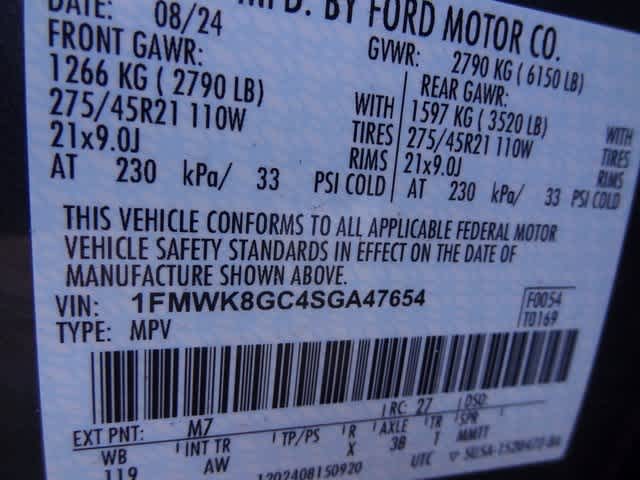 DATE: 08/24 MFD. BY FORD MOTOR CO.
FRONT GAWR: GVWR: 2790 KG ( 6150 LB)
1266 KG ( 2790 LB) REAR GAWR:
275/45R21 110W WITH 1597 KG ( 3520 LB)
21x9.0J TIRES 275/45R21 110W WITH
RIMS 21x9.0J TIRES
AT 230 kPa/ 33 PSI COLD AT 230 kPa/ 33 RIMS PSI COLD
THIS VEHICLE CONFORMS TO ALL APPLICABLE FEDERAL MOTOR
VEHICLE SAFETY STANDARDS IN EFFECT ON THE DATE OF
MANUFACTURE SHOWN ABOVE.
VIN: 1FMWK8GC4SGA47654 F0054
TYPE: MPV T0169
EXT PNT: M7 RC: 27 DSO:
WB INT TR TP/PS R AXLE TR SPR
119 AW X 3B T MMTT
1202408150920 UTC